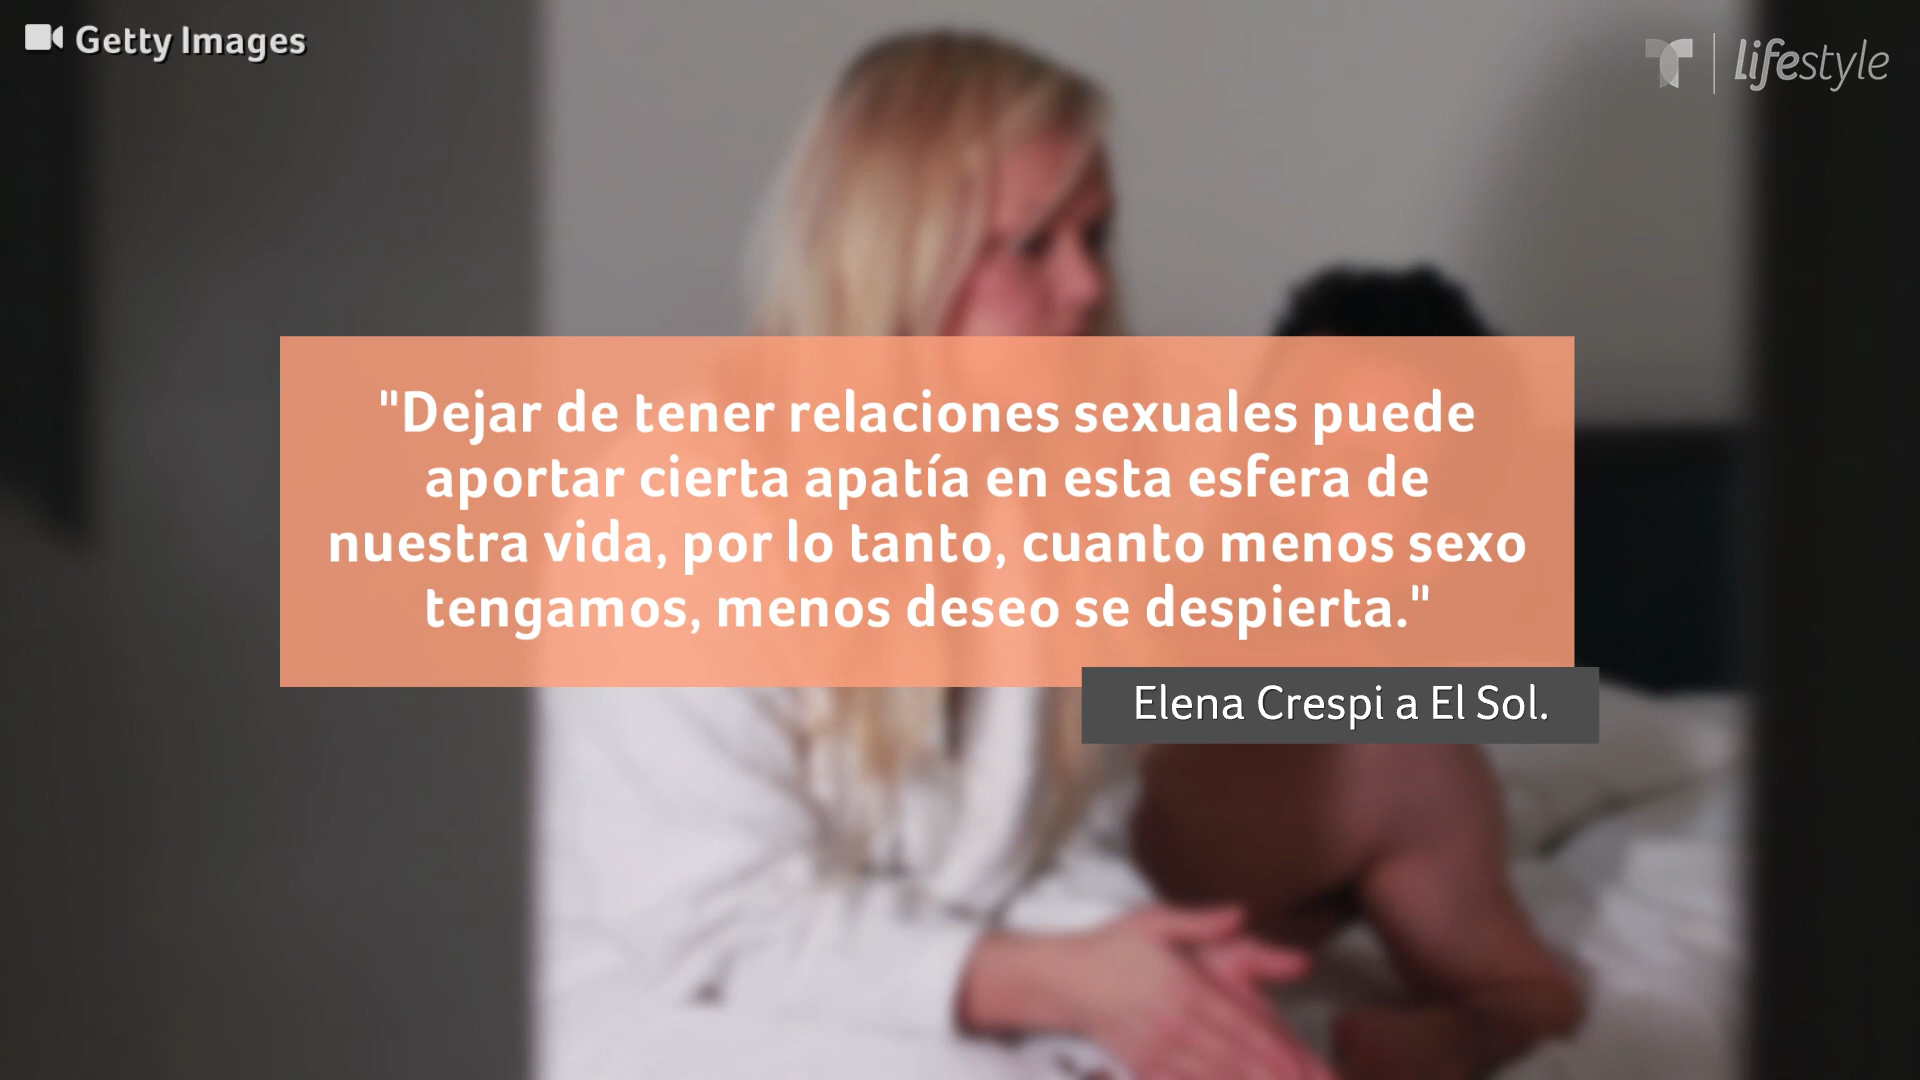 Getty Images
lifestyle
"Dejar de tener relaciones sexuales puede
aportar cierta apatía en esta esfera de
nuestra vida, por lo tanto, cuanto menos sexo
tengamos, menos deseo se despierta."
Elena Crespi a El Sol.